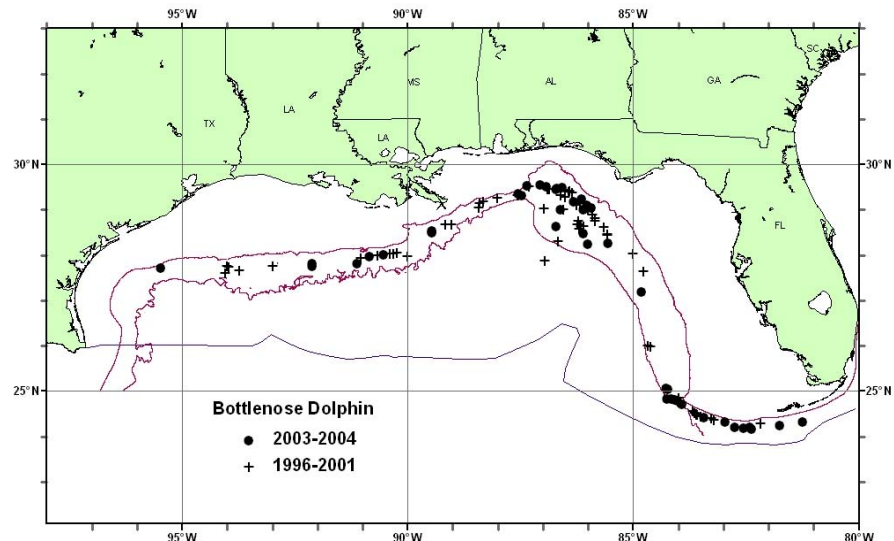 95°W 90°W 85°W 80°W
SC
MS AL GA
LA
TX
LA
30°N 30°N
FL
25°N 25°N
Bottlenose Dolphin
2003-2004
1996-2001
95°W 90°W 85°W 80°W